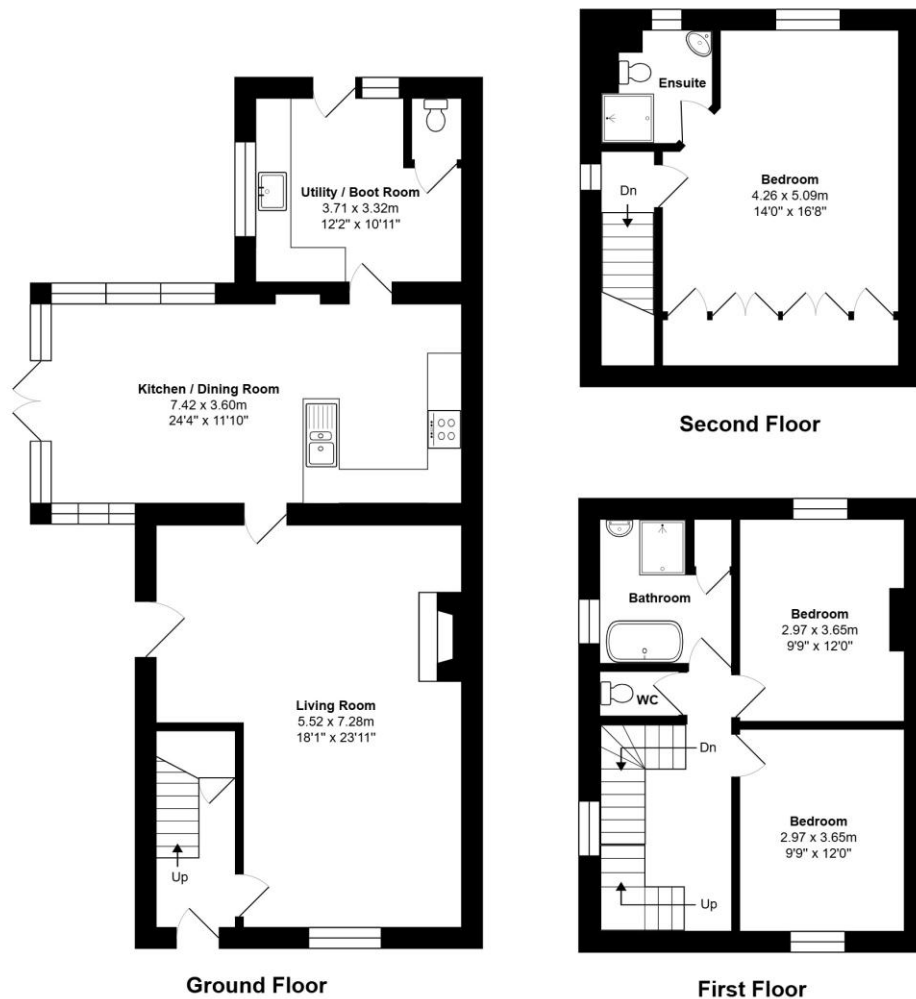 Utility / Boot Room
3.71 x 3.32m
12'2" x 10'11"
Kitchen / Dining Room
7.42 x 3.60m
24'4" x 11'10"
Living Room
5.52 x 7.28m
18'1" x 23'11"
Up
Ground Floor
Ensuite
Bedroom
4.26 x 5.09m
14'0" x 16'8"
Dn
Second Floor
Bathroom
Bedroom
2.97 x 3.65m
9'9" x 12'0"
WC
Dn
Bedroom
2.97 x 3.65m
9'9" x 12'0"
Up
First Floor